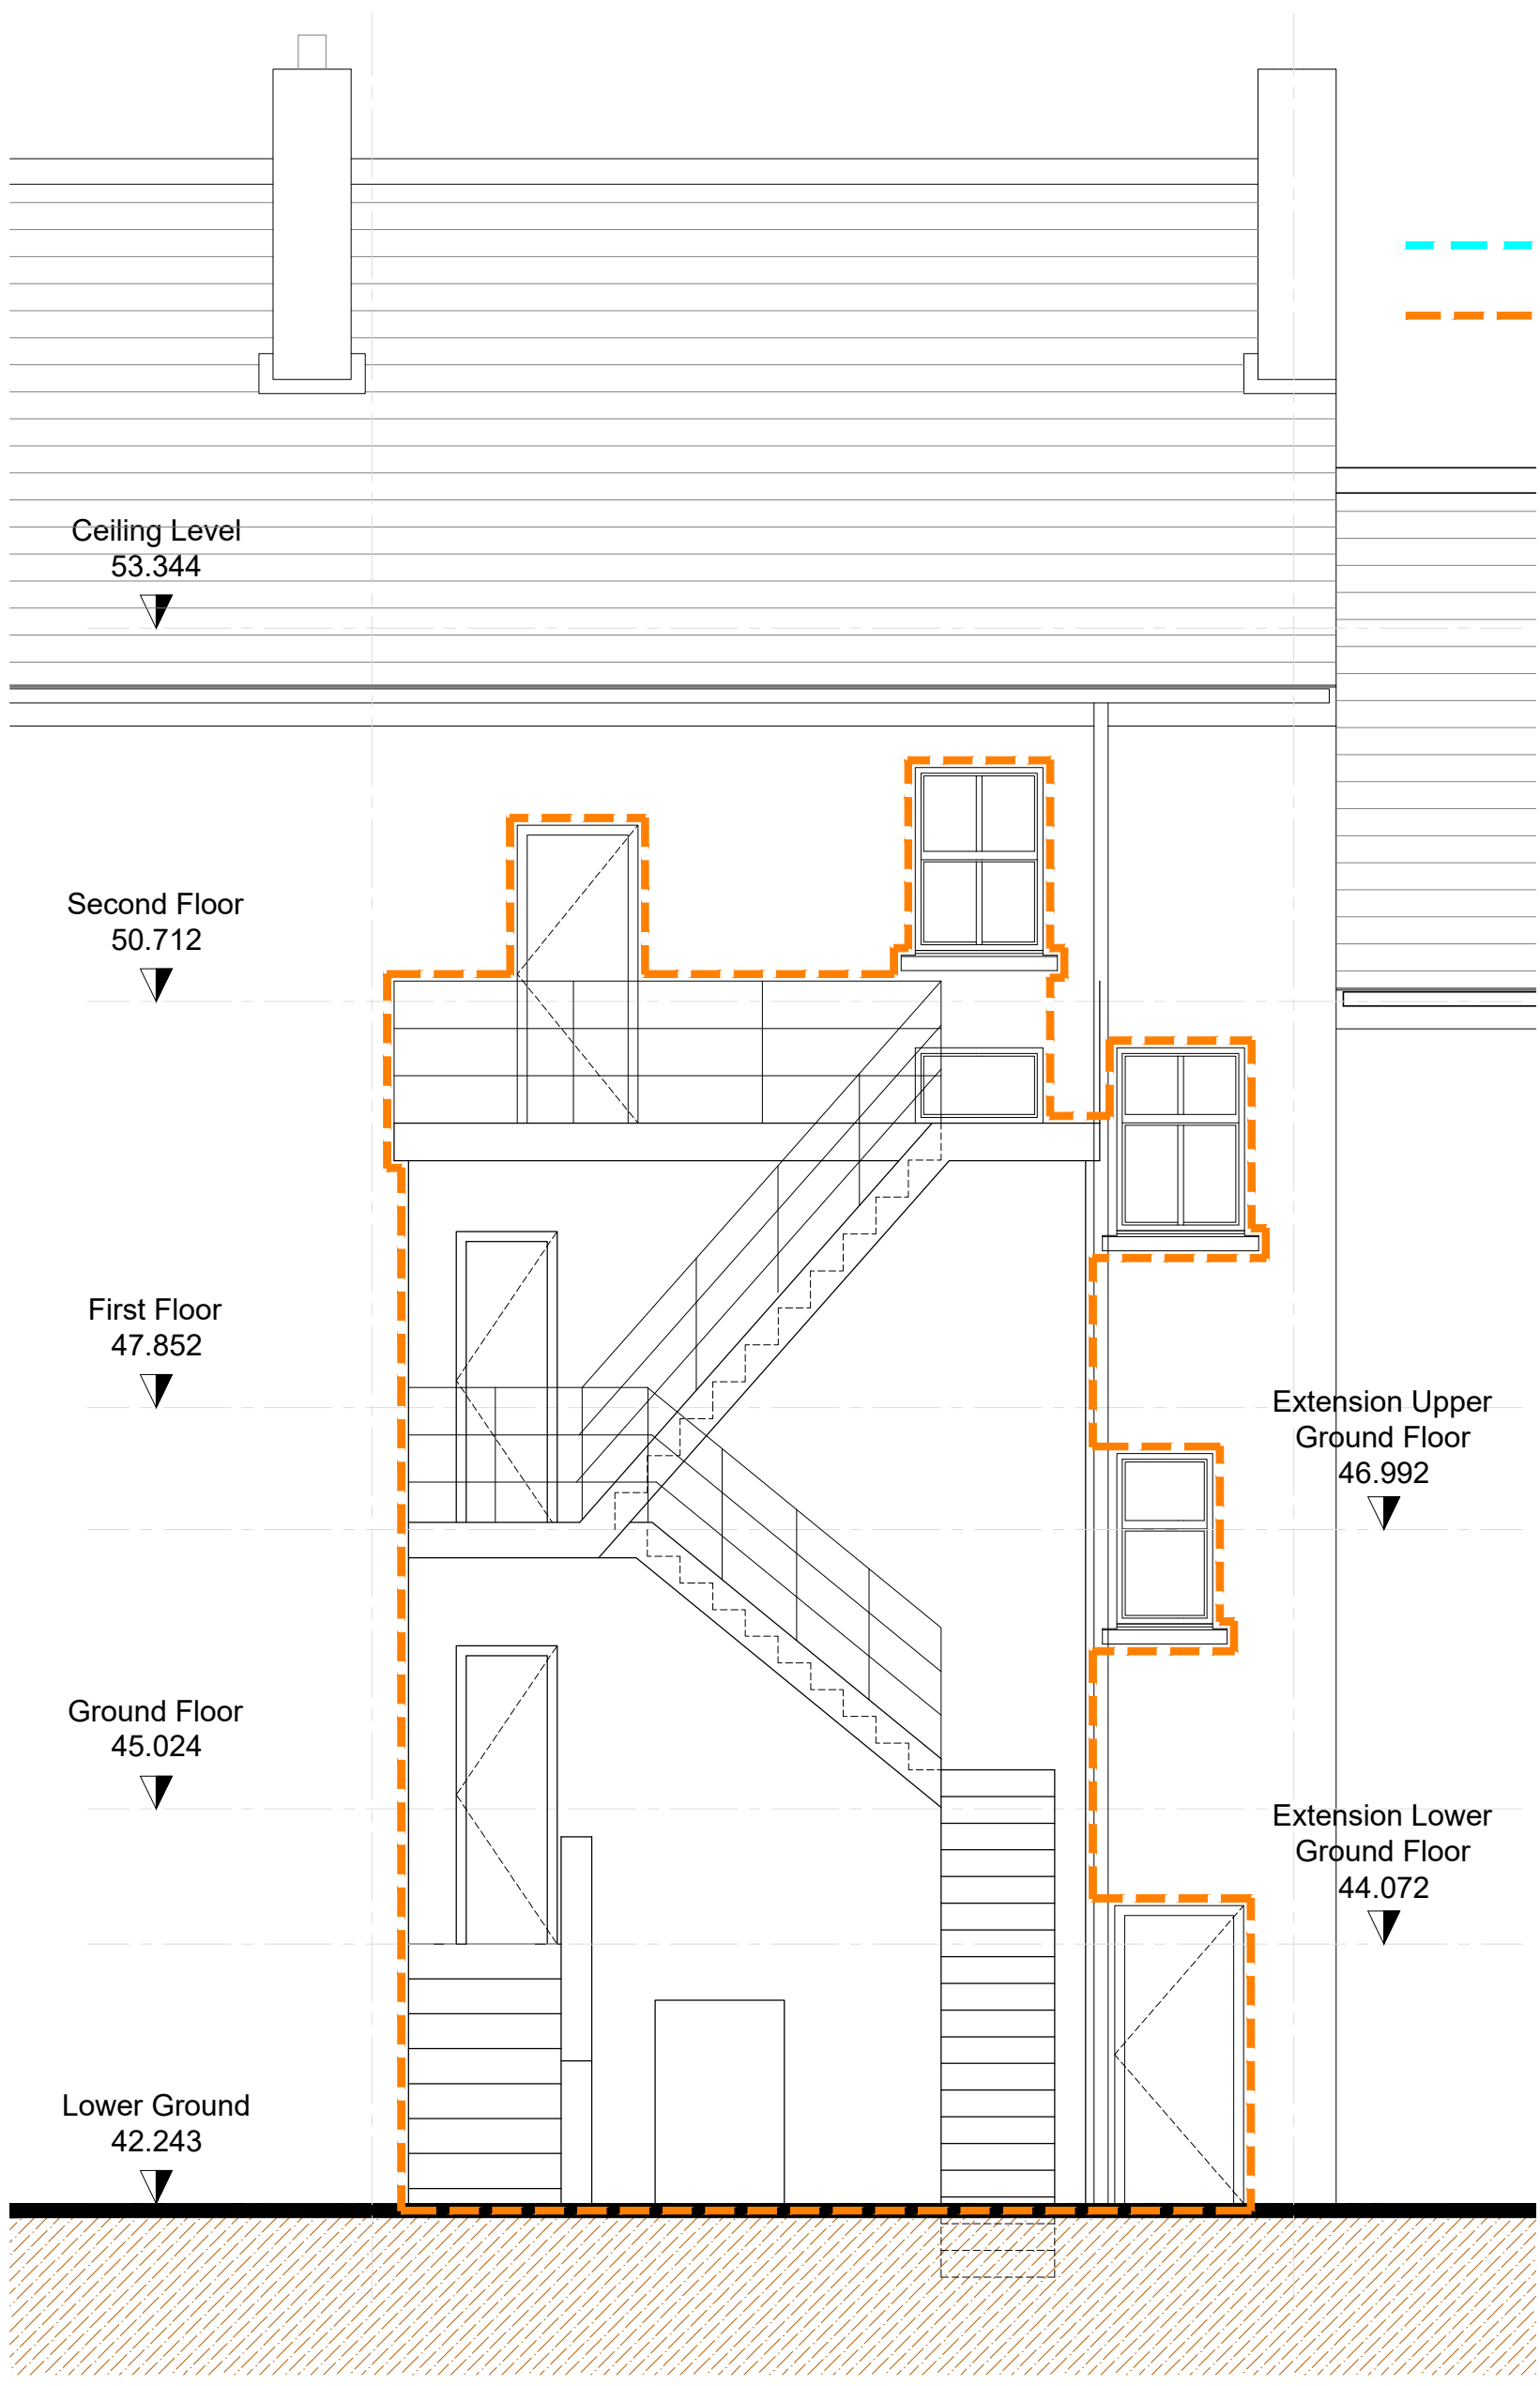 Ceiling Level
53.344
Second Floor
50.712
First Floor
47.852
Extension Upper
Ground Floor
46.992
Ground Floor
45.024
Extension Lower
Ground Floor
44.072
Lower Ground
42.243